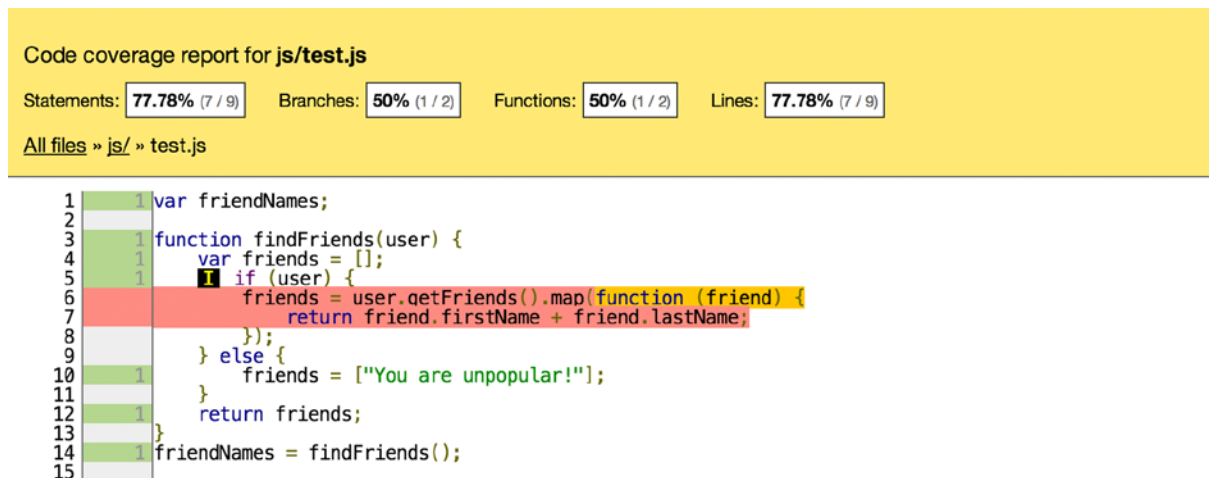 Code coverage report for js/test.js
Statements: 77.78% (7 / 9) Branches: 50% (1 / 2) Functions: 50% (1 / 2) Lines: 77.78% (7 / 9)
All files » js/ » test.js
1 1 var friendNames;
2
3 1 function findFriends(user) {
4 1 var friends = [];
5 1 I if (user) {
6 friends = user.getFriends().map(function (friend) {
7 return friend.firstName + friend.lastName;
8 });
9 } else {
10 1 friends = ["You are unpopular!"];
11 }
12 1 return friends;
13 }
14 1 friendNames = findFriends();
15